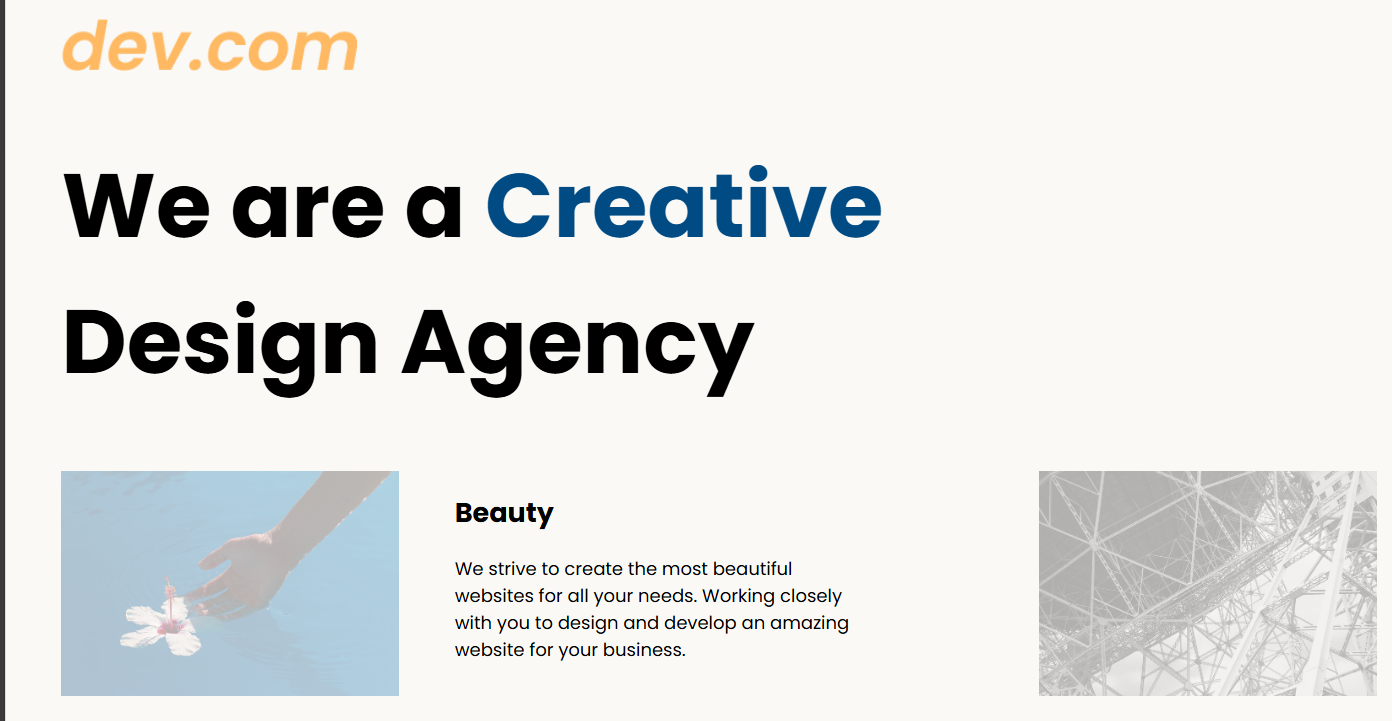 dev.com
We are a Creative
Design Agency
Beauty
We strive to create the most beautiful
websites for all your needs. Working closely
with you to design and develop an amazing
website for your business.